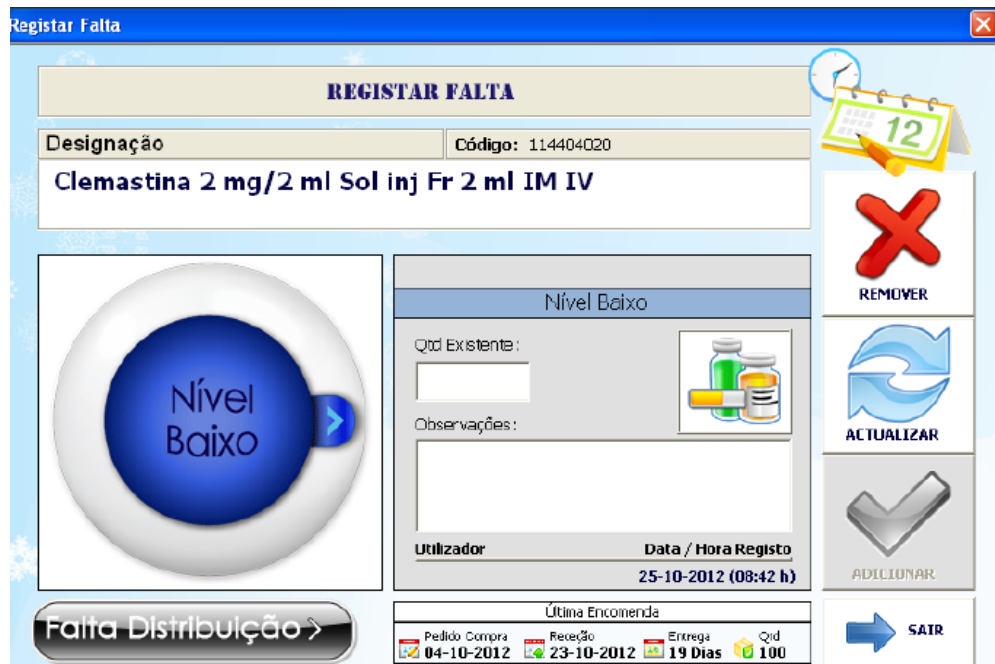 Registar Falta
REGISTAR FALTA
12
Designação
Código: 114404020
Clemastina 2 mg/2 ml Sol inj Fr 2 ml IM IV
REMOVER
Nível
Baixo
Nível Baixo
Qtd Existente:
Observações:
ACTUALIZAR
Utilizador
Data / Hora Registo
25-10-2012 (08:42 h)
ADICIONAR
Falta Distribuição >
Última Encomenda
Pedido Compra
04-10-2012
Receção
23-10-2012
Entrega
19 Dias
Qtd
100
SAIR